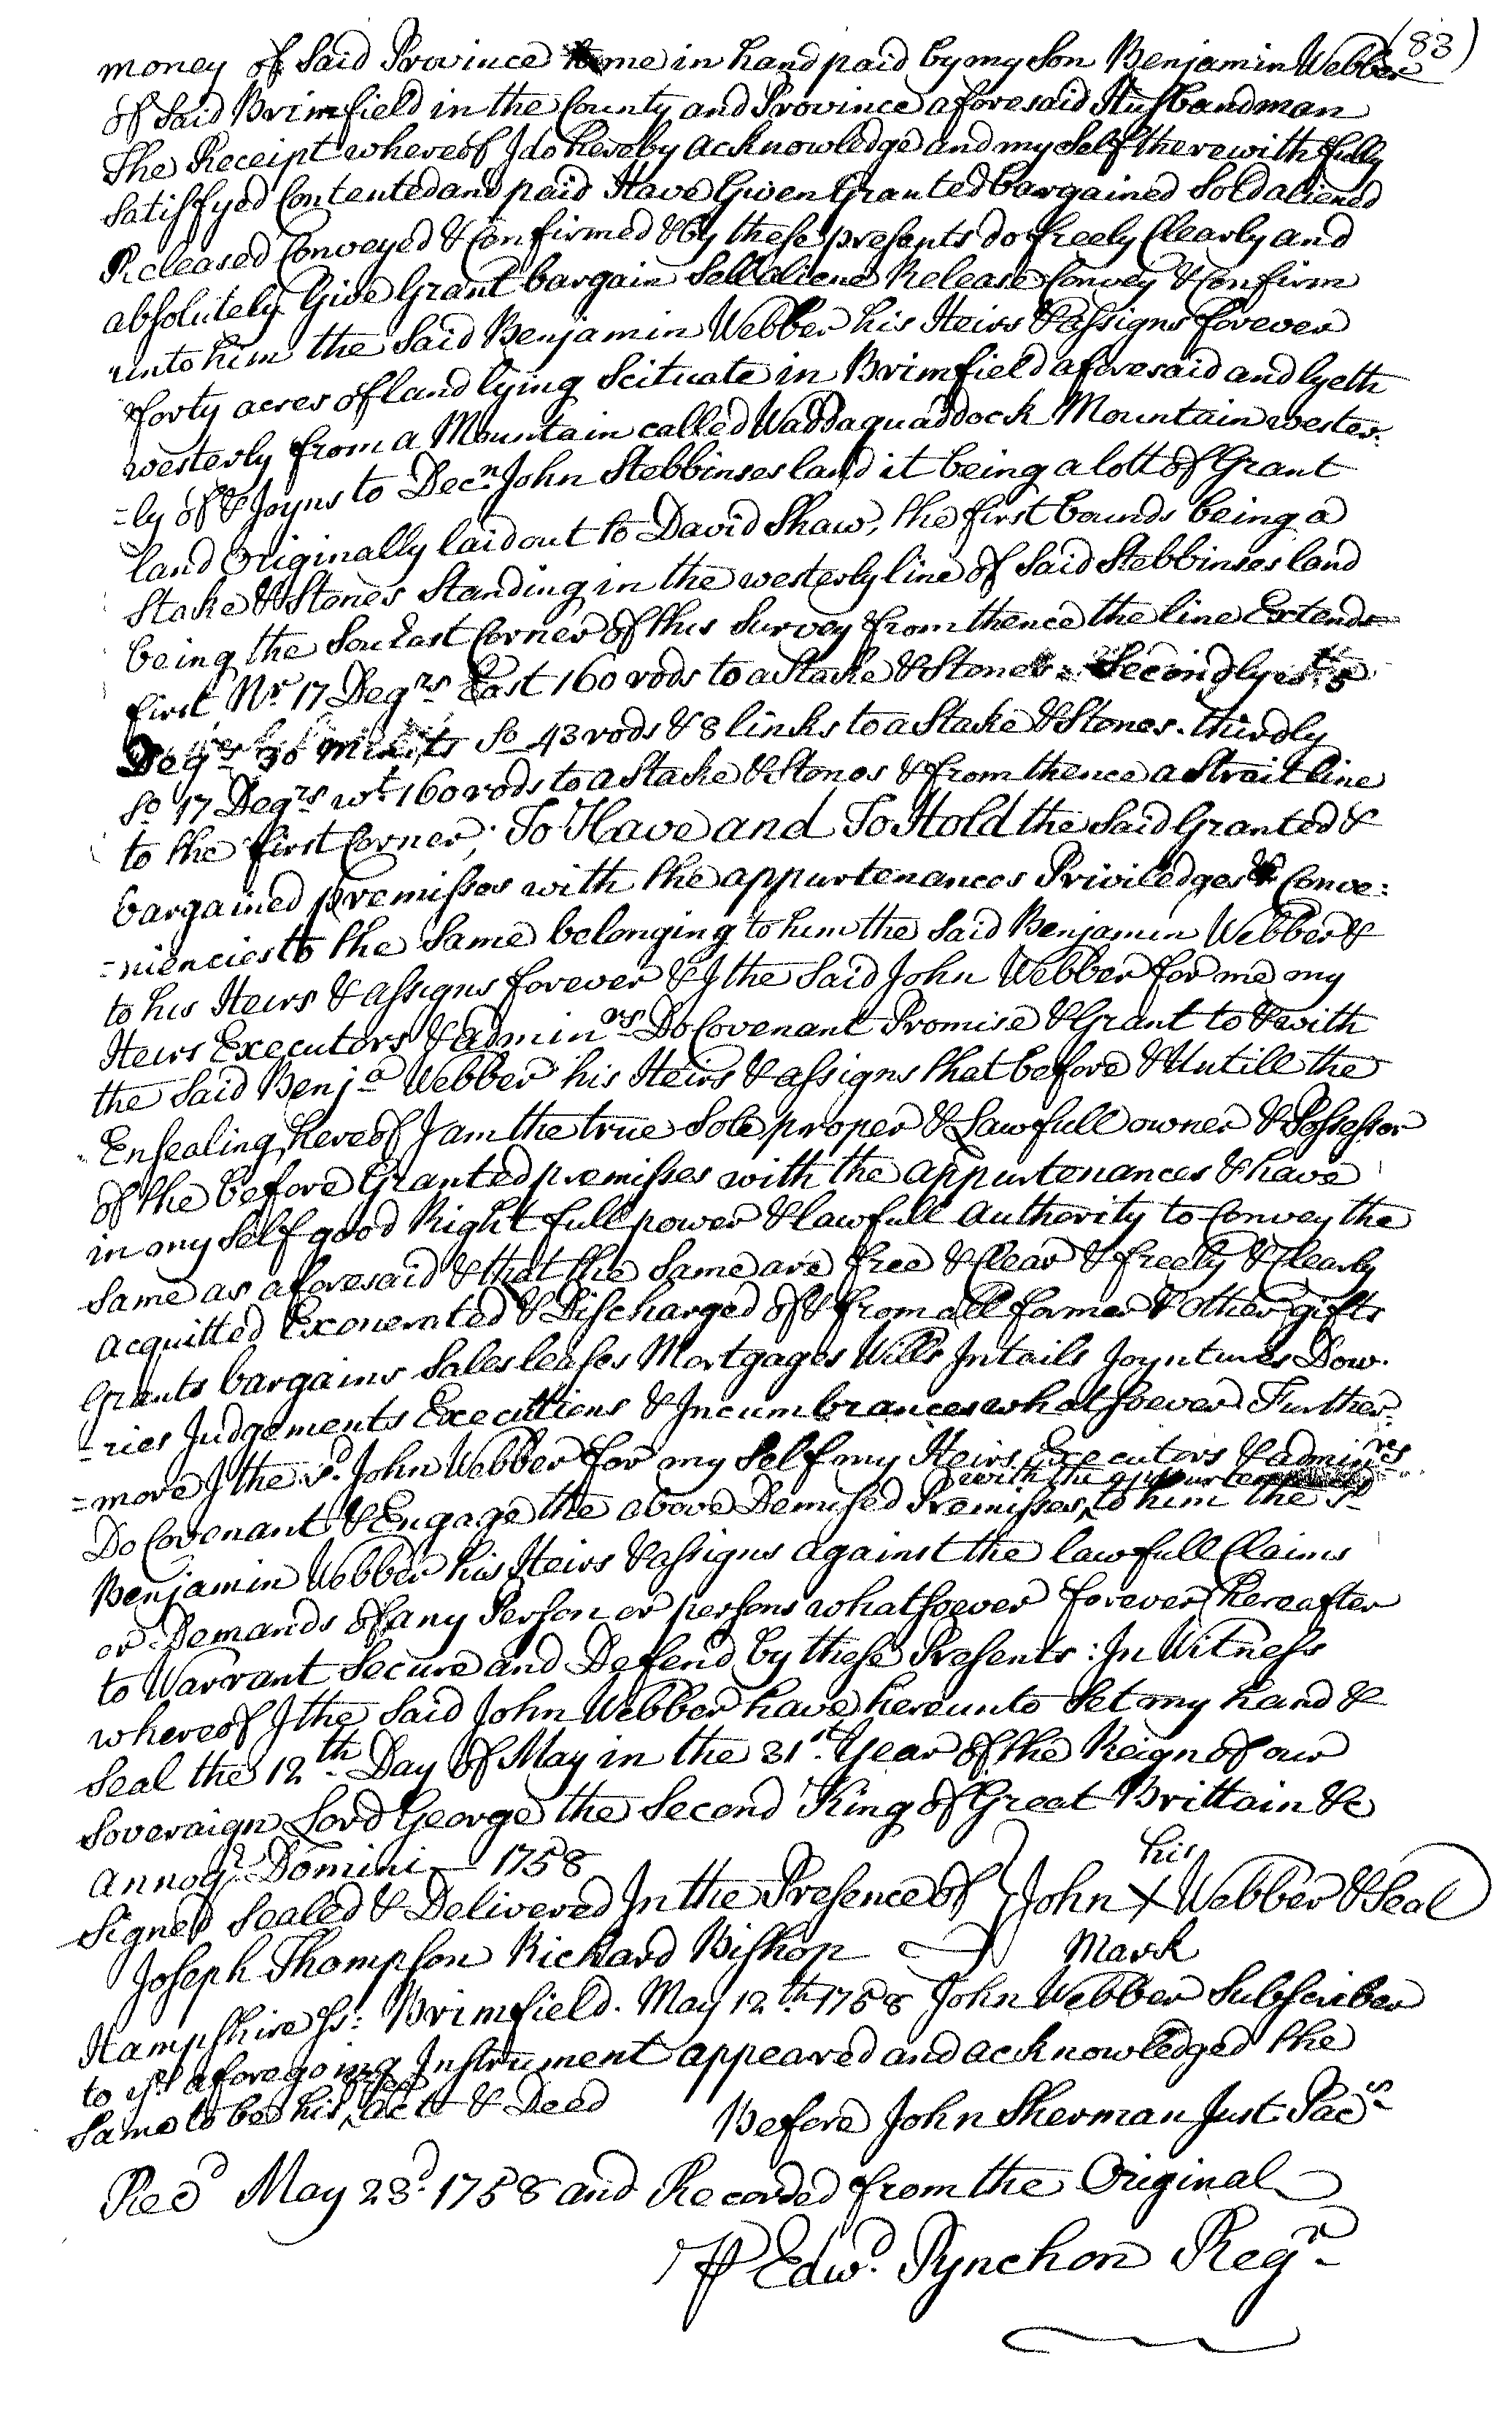 (83)
money of Said Province to me in hand paid by my Son Benjamin Webber
of Said Brimfield in the County and Province aforesaid Husbandman
The Receipt whereof I do hereby acknowledge and my Self therewith fully
Satisfyed Contented and paid Have Given Granted bargained Sold aliened
Released Conveyed & Confirmed & by these presents do freely Clearly and
absolutely Give Grant bargain Sell aliene Release Convey & Confirm
unto him the Said Benjamin Webber his Heirs & assigns forever
forty acres of land lying Scituate in Brimfield aforesaid and lyeth
westerly from a Mountain called Waddaquaddock Mountain wester:
=ly of & Joyns to Decn John Stebbinses land it being a lott of Grant
land Originally laid out to David Shaw, the first bounds being a
Stake & Stones Standing in the westerly line of Said Stebbinses land
being the Sou East Corner of this Survey from thence the line Extends
first Nr. 17 Degrs East 160 rods to a Stake & Stones Secondly
Degrs 30 minits So 43 rods & 8 links to a Stake & Stones. thirdly
So 17 Degrs wt. 160 rods to a Stake & Stones & from thence a Strait line
to the first Corner, To Have and To Hold the Said Granted &
bargained premisses with the appurtenances Priviledges & Conve:
=niencies to the Same belonging to him the Said Benjamin Webber &
to his Heirs & assigns forever & I the Said John Webber for me my
Heirs Executors & adminrs Do Covenant Promise & Grant to & with
the Said Benja Webber his Heirs & assigns that before & Untill the
Ensealing hereof I am the true Sole proper & Lawfull owner & Possessor
of the before Granted premisses with the appurtenances & have
in my Self good Right full power & lawfull authority to Convey the
Same as aforesaid & that the Same are free & Clear & freely & Clearly
acquitted Exonerated & Discharged of & from all former & other gifts
Grants bargains Sales leases Mortgages Wills Intails Joyntures Dow.
=ries Judgements Executions & Incumbrances whatsoever. Further
=more I the sd. John Webber for my Self my Heirs Executors & adminrs
Do Covenant & Engage the above Demised Premisses with the appurtenances to him the sd
Benjamin Webber his Heirs & assigns against the lawfull Claims
or Demands of any Person or persons whatsoever forever hereafter
to Warrant Secure and Defend by these Presents: In Witness
whereof I the Said John Webber have hereunto Set my hand &
Seal the 12th Day of May in the 31st Year of the Reign of our
Soveraign Lord George the Second King of Great Brittain &c
Annoq Domini 1758
Signed Sealed & Delivered In the Presence of } John his X Mark Webber & Seal
Joseph Thompson Richard Bishop
Hampshire ss: Brimfield. May 12th 1758 John Webber Subscriber
to ye aforegoing Instrument appeared and acknowledged the
Same to be his free act & Deed Before John Sherman Just. Pacs
Recd May 23d. 1758 and Recorded from the Original
P Edwd. Pynchon Regr